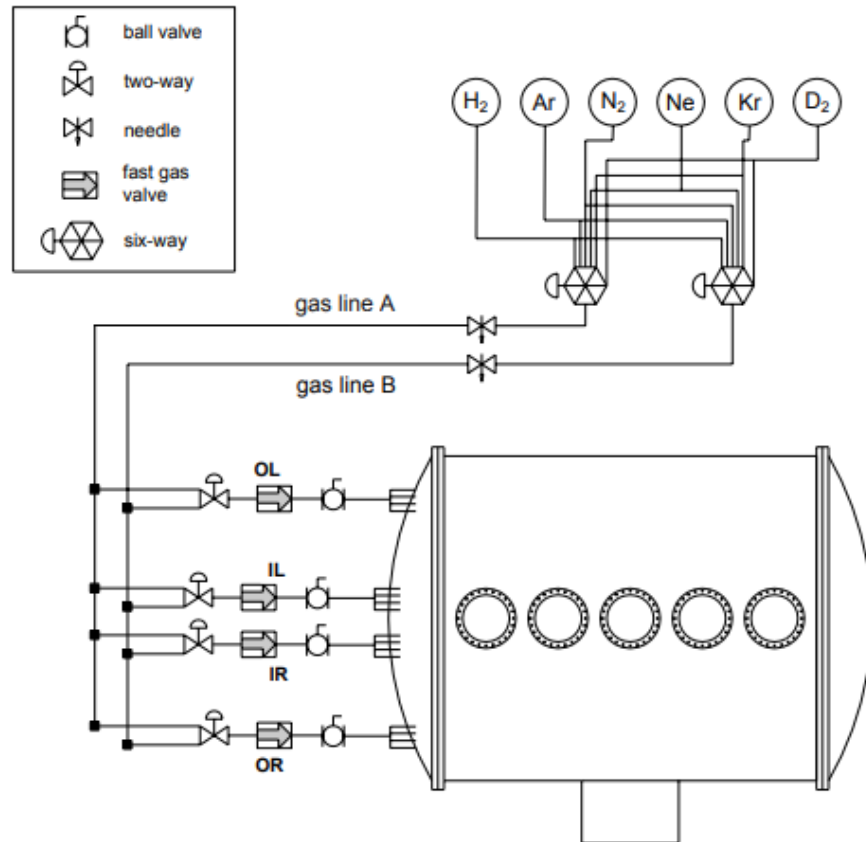 ball valve
two-way
needle
fast gas
valve
six-way
H₂ Ar N₂ Ne Kr D₂
gas line A
gas line B
OL
IL
IR
OR